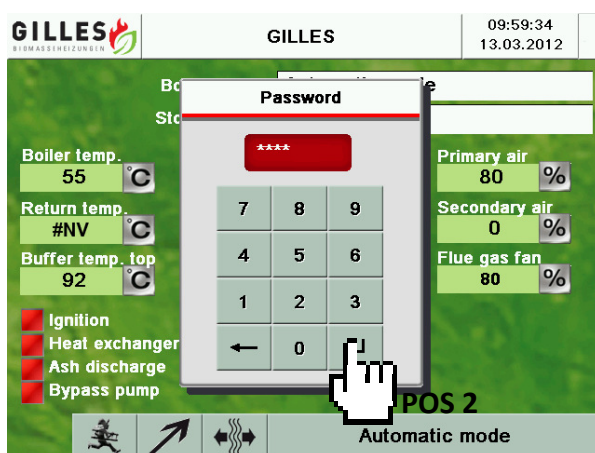 GILLES
BIOMASSEHEIZUNGEN
GILLES
09:59:34
13.03.2012
Password
****
Boiler temp.
55 °C
Return temp.
#NV °C
Buffer temp. top
92 °C
7 8 9
4 5 6
1 2 3
0
Primary air
80 %
Secondary air
0 %
Flue gas fan
80 %
Ignition
Heat exchanger
Ash discharge
Bypass pump
POS 2
Automatic mode